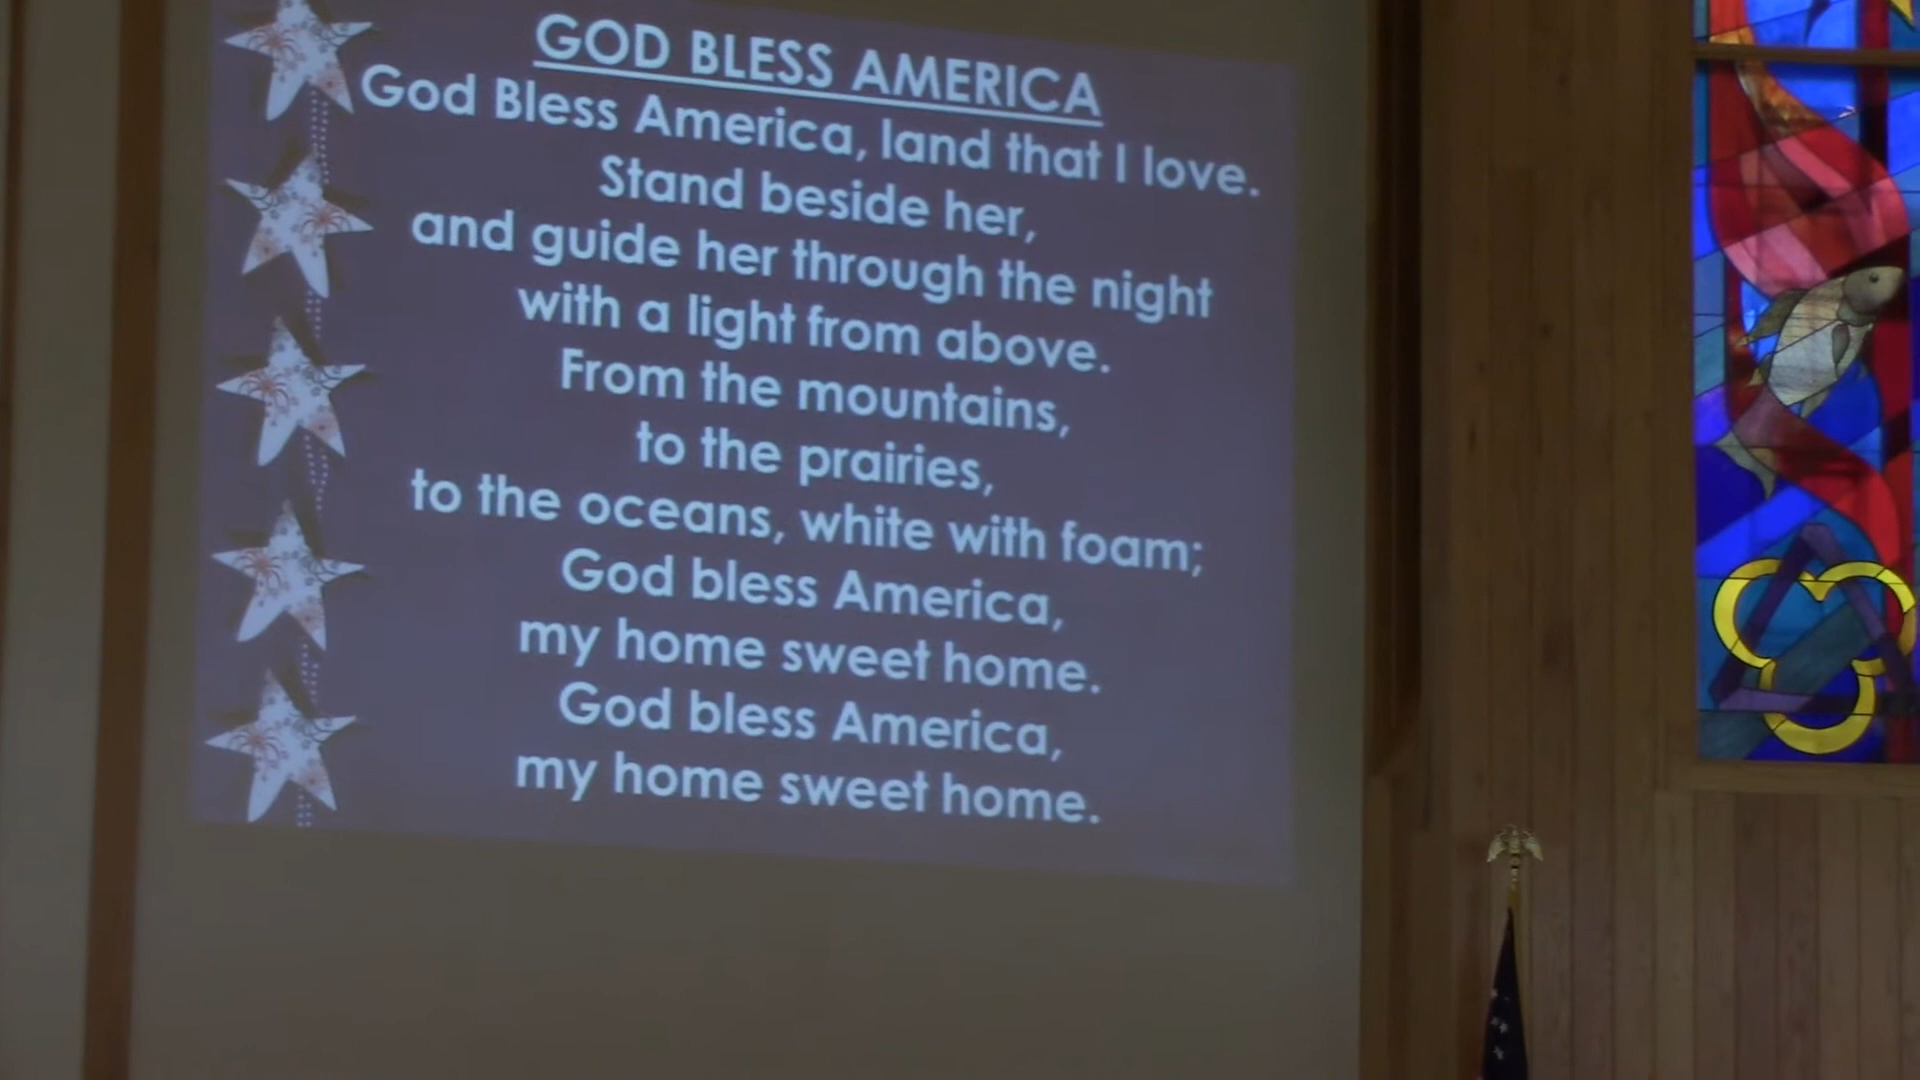 GOD BLESS AMERICA
God Bless America, land that I love.
Stand beside her,
and guide her through the night
with a light from above.
From the mountains,
to the prairies,
to the oceans, white with foam;
God bless America,
my home sweet home.
God bless America,
my home sweet home.